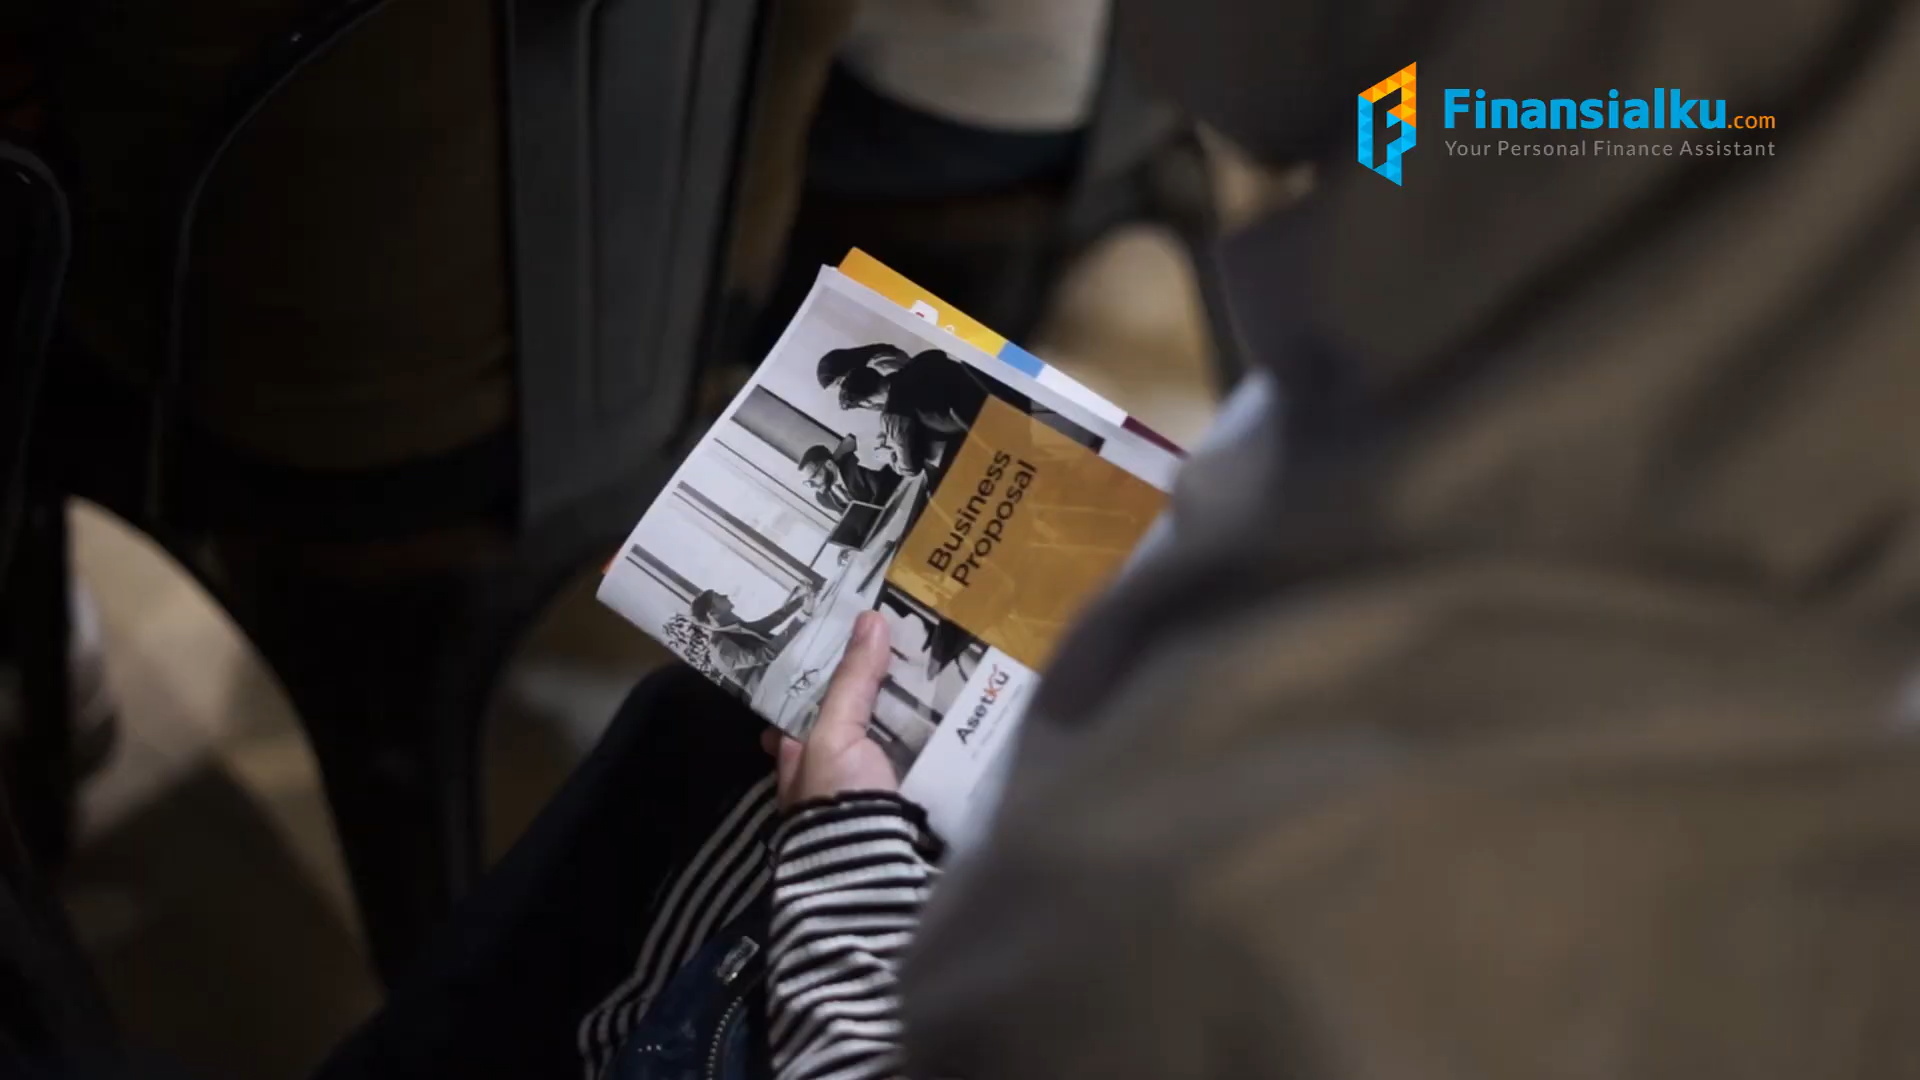 Finansialku.com
Your Personal Finance Assistant
Business
Proposal
AsetKu